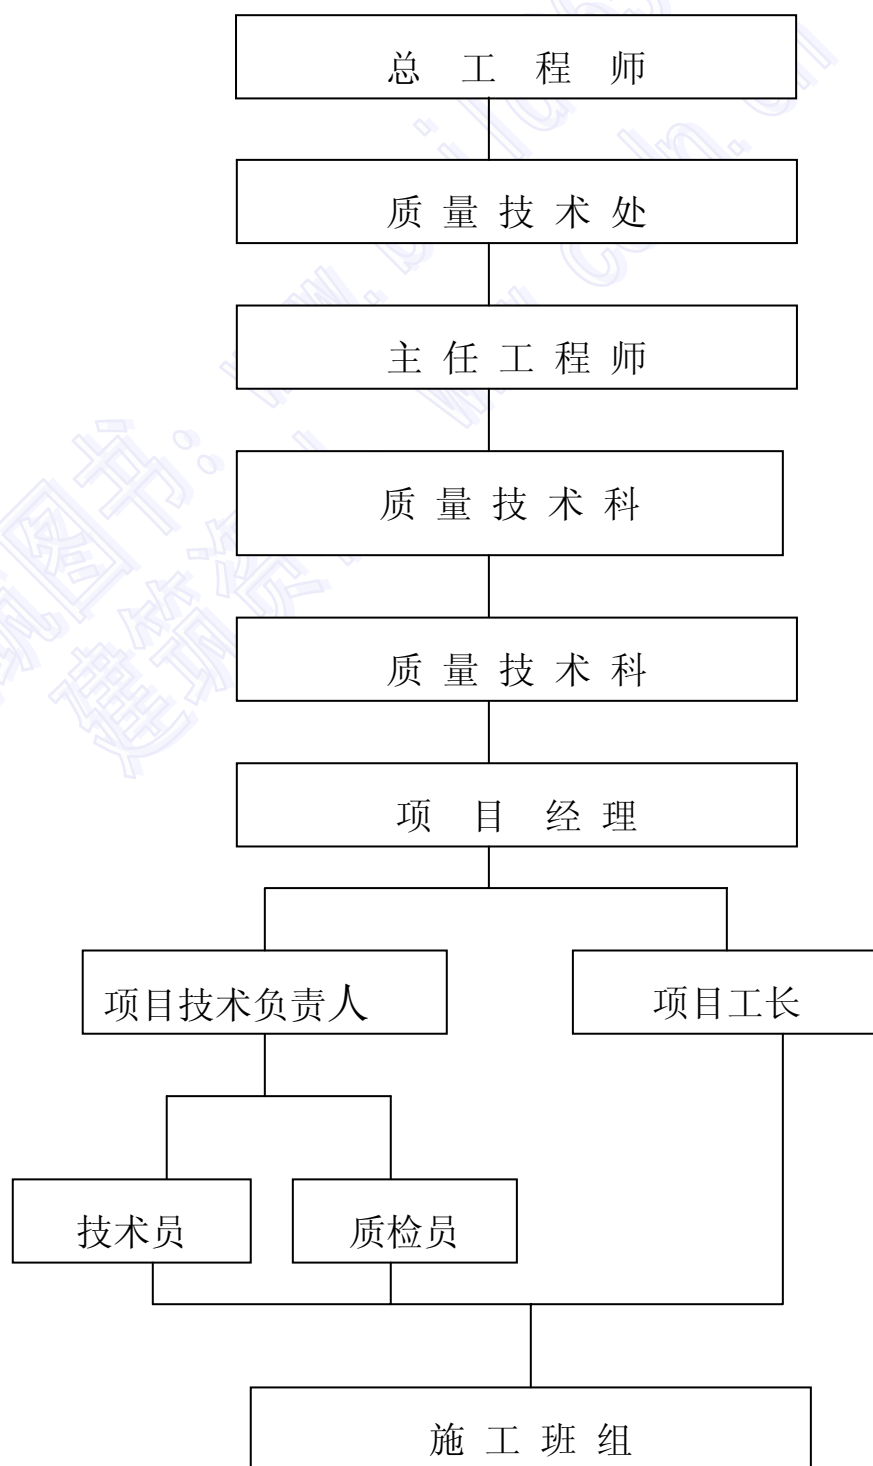 总 工 程 师
质 量 技 术 处
主 任 工 程 师
质 量 技 术 科
质 量 技 术 科
项 目 经 理
项目技术负责人
项目工长
技术员
质检员
施 工 班 组